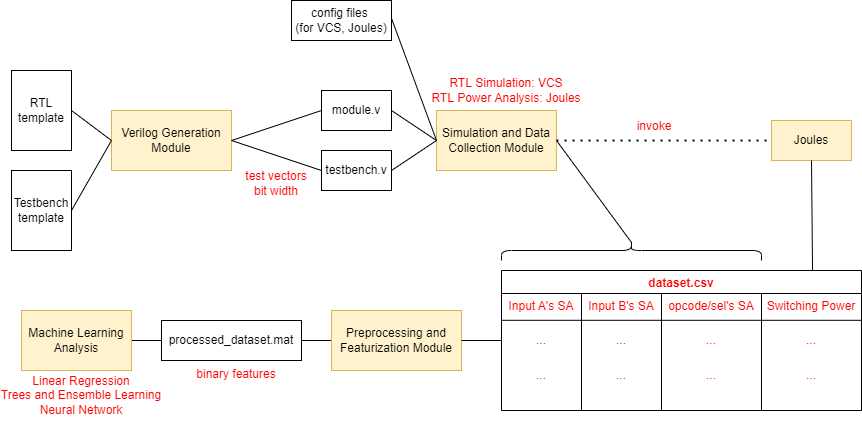 config files
(for VCS, Joules)
RTL
template
Testbench
template
Verilog Generation
Module
module.v
testbench.v
test vectors
bit width
RTL Simulation: VCS
RTL Power Analysis: Joules
Simulation and Data
Collection Module
invoke
Joules
dataset.csv
Input A's SA
Input B's SA
opcode/sel's SA
Switching Power
...
...
...
...
...
...
...
...
Preprocessing and
Featurization Module
processed_dataset.mat
binary features
Machine Learning
Analysis
Linear Regression
Trees and Ensemble Learning
Neural Network